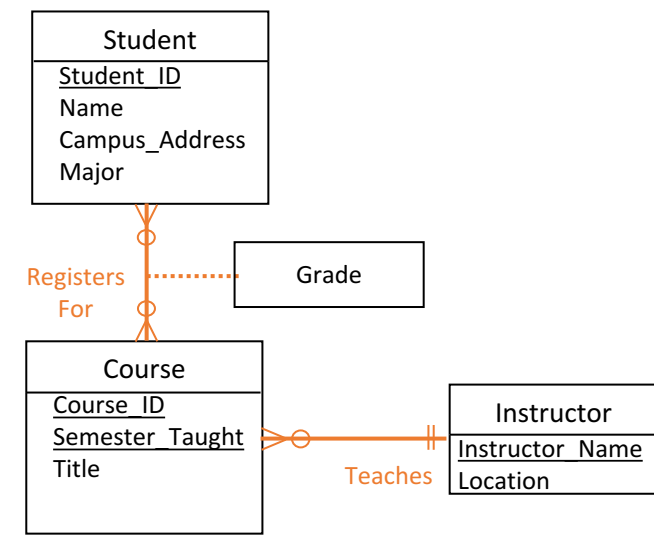 Student
Student_ID
Name
Campus_Address
Major
Registers
For
Grade
Course
Course_ID
Semester_Taught
Title
Teaches
Instructor
Instructor_Name
Location